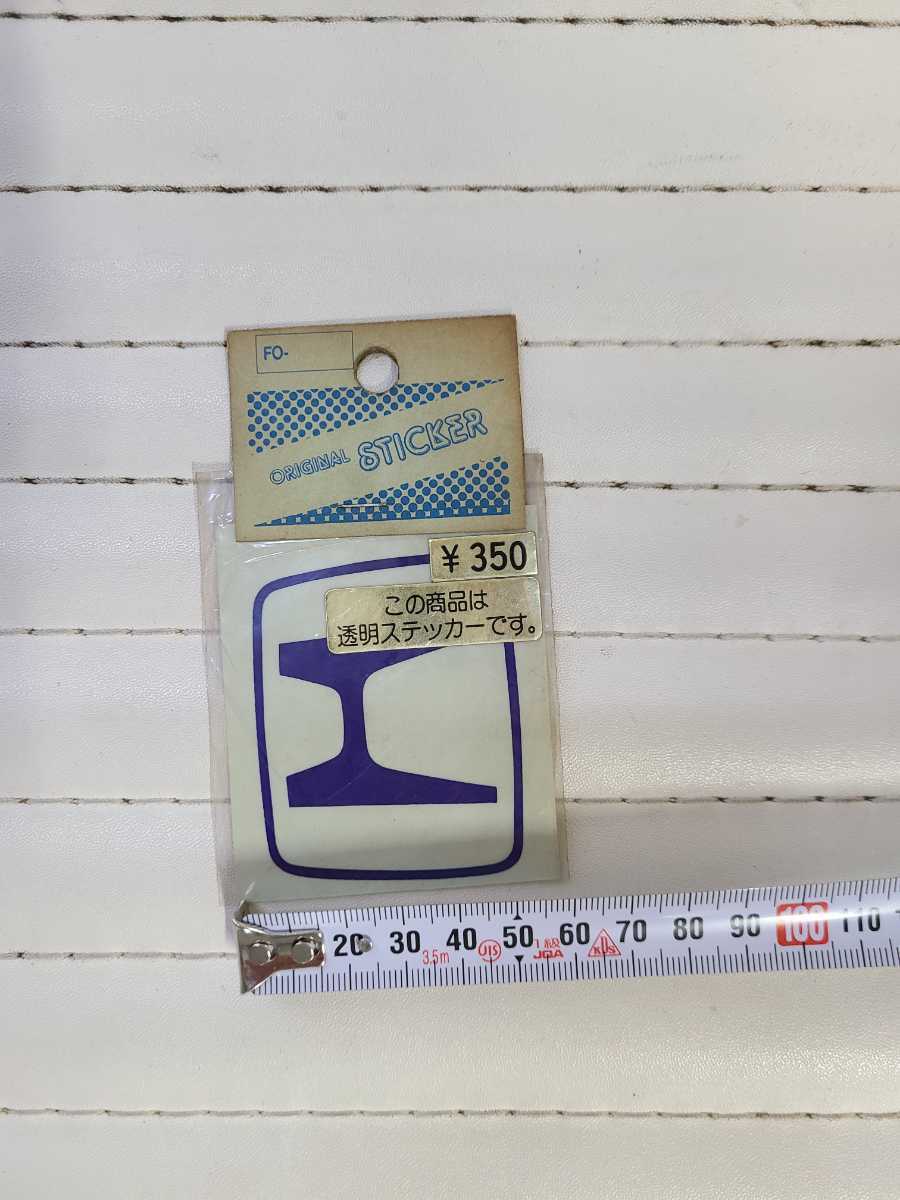 FO-
ORIGINAL STICKER
¥350
この商品は
透明ステッカーです。
20 30 40 50 60 70 80 90 100 110
3.5m JIS 1級 JQA KDS